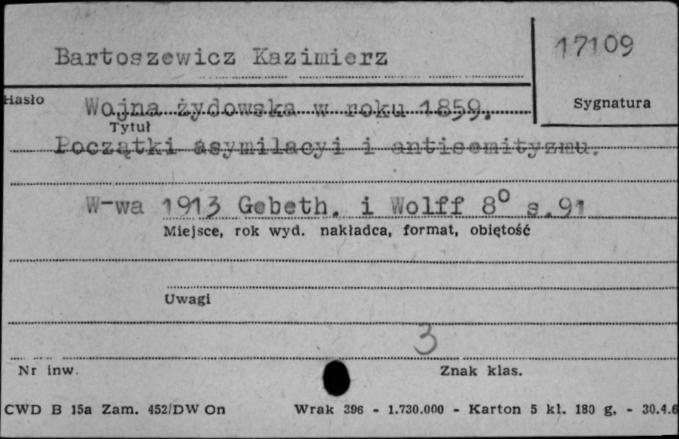 Bartoszewicz Kazimierz
17109
Hasło
Sygnatura
Wojna żydowska w roku 1859.
Tytuł
Początki asymilacyi i antisemityzmu.
W-wa 1913 Gebeth. i Wolff 8° s.91
Miejsce, rok wyd. nakładca, format, objętość
Uwagi
3
Nr inw.
Znak klas.
CWD B 15a Zam. 452/DW On
Wrak 396 - 1.730.000 - Karton 5 kl. 180 g. - 30.4.6